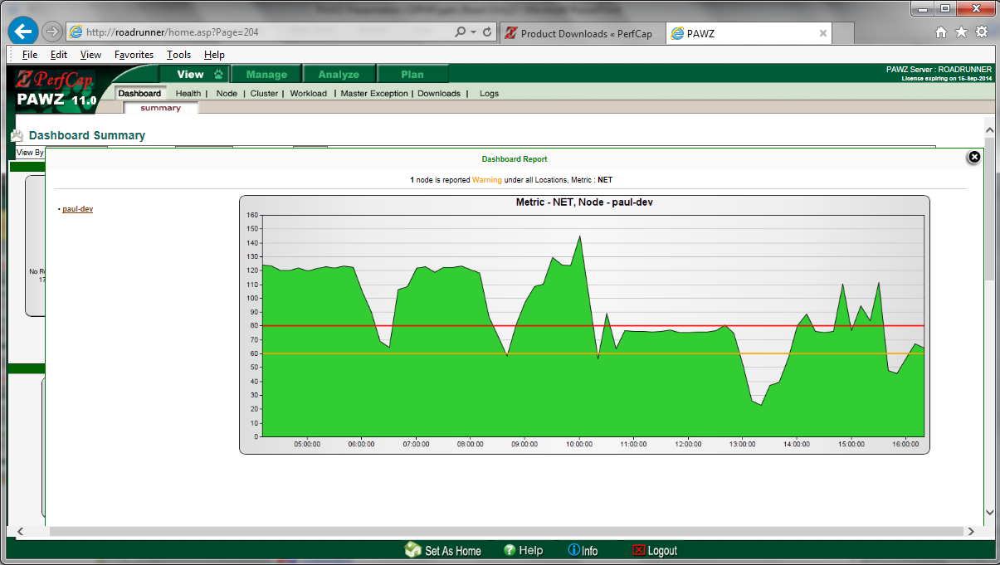 http://roadrunner/home.asp?Page=204
Product Downloads « PerfCap
PAWZ
File Edit View Favorites Tools Help
PerfCap
PAWZ 11.0
View Manage Analyze Plan
PAWZ Server : ROADRUNNER
License expiring on 15-Sep-2014
Dashboard Health | Node | Cluster | Workload | Master Exception | Downloads | Logs
summary
Dashboard Summary
View By
Dashboard Report
1 node is reported Warning under all Locations, Metric : NET
• paul-dev
Metric - NET, Node - paul-dev
160
150
140
130
120
110
100
90
80
70
60
50
40
30
20
10
0
05:00:00 06:00:00 07:00:00 08:00:00 09:00:00 10:00:00 11:00:00 12:00:00 13:00:00 14:00:00 15:00:00 16:00:00
No Re
17
Set As Home Help Info Logout